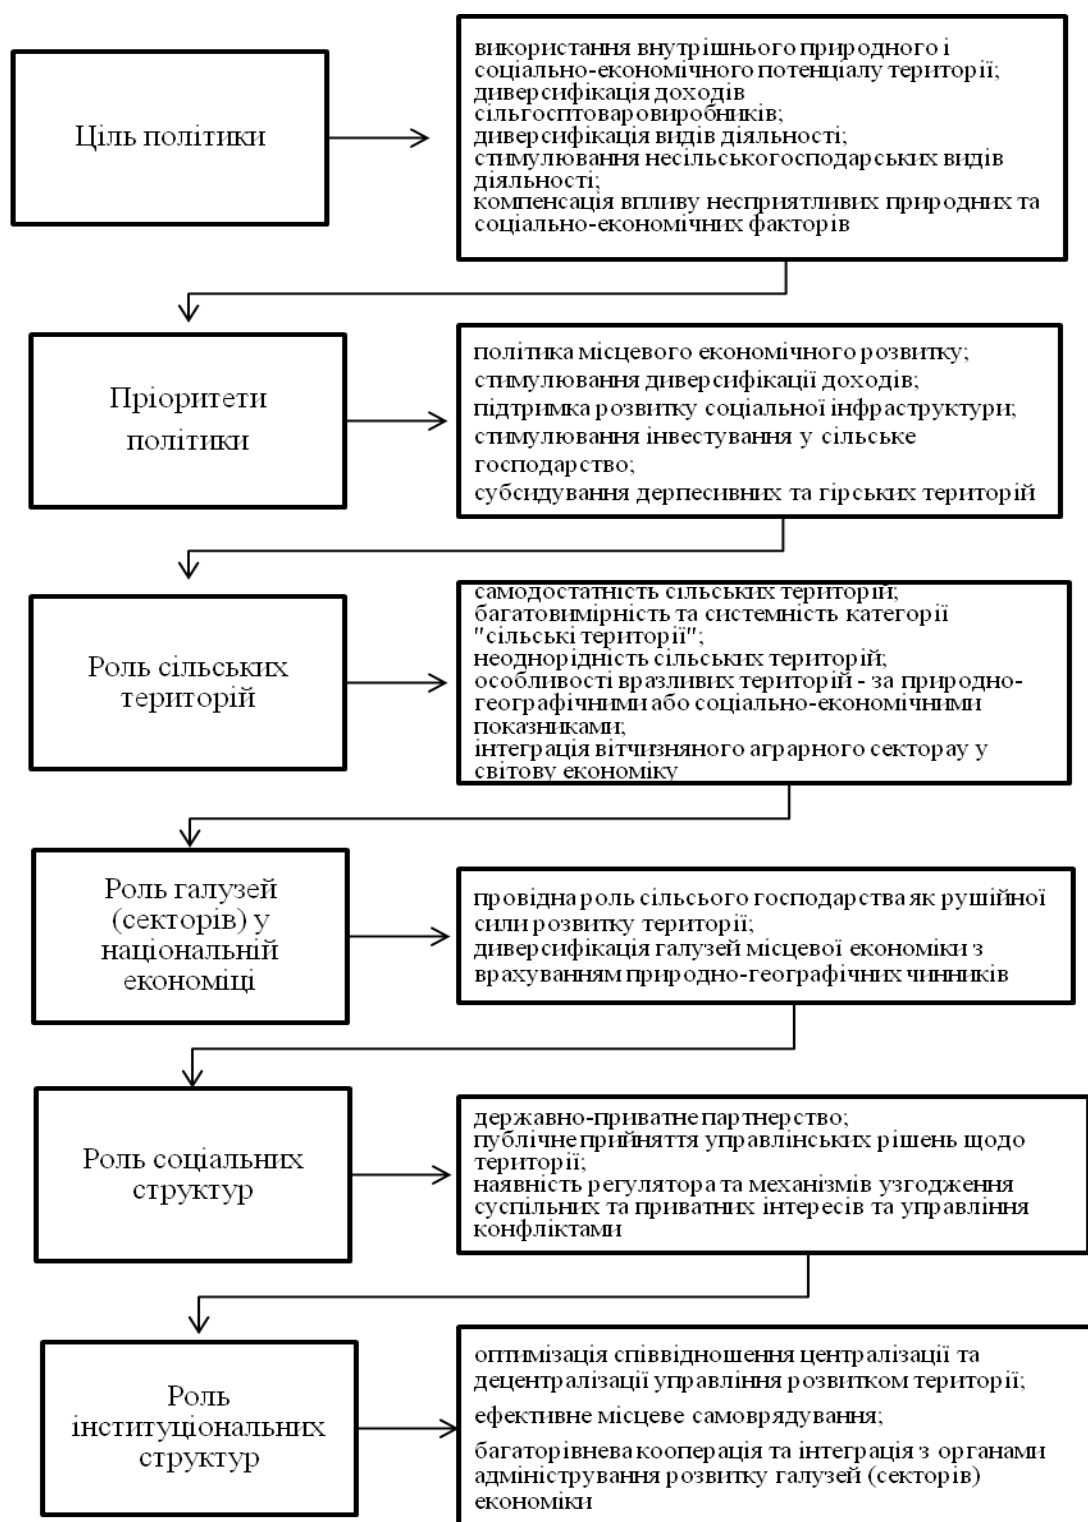 Ціль політики
використання внутрішнього природного і
соціально-економічного потенціалу території;
диверсифікація доходів
сільгосптоваровиробників;
диверсифікація видів діяльності;
стимулювання несільськогосподарських видів
діяльності;
компенсація впливу несприятливих природних та
соціально-економічних факторів
Пріоритети
політики
політика місцевого економічного розвитку;
стимулювання диверсифікації доходів;
підтримка розвитку соціальної інфраструктури;
стимулювання інвестування у сільське
господарство;
субсидування дерпесивних та гірських територій
Роль сільських
територій
самодостатність сільських територій;
багатовимірність та системність категорії
"сільські території";
неоднорідність сільських територій;
особливості вразливих територій - за природно-
географічними або соціально-економічними
показниками;
інтеграція вітчизняного аграрного секторау у
світову економіку
Роль галузей
(секторів) у
національній
економіці
провідна роль сільсього господарства як рушійної
сили розвитку території;
диверсифікація галузей місцевої економіки з
врахуванням природно-географічних чинників
Роль соціальних
структур
державно-приватне партнерство;
публічне прийняття управлінських рішень щодо
території;
наявність регулятора та механізмів узгодження
суспільних та приватних інтересів та управління
конфліктами
Роль
інституціональних
структур
оптимізація співвідношення централізації та
децентралізації управління розвитком території;
ефективне місцеве самоврядування;
багаторівнева кооперація та інтеграція з органами
адміністрування розвитку галузей (секторів)
економіки